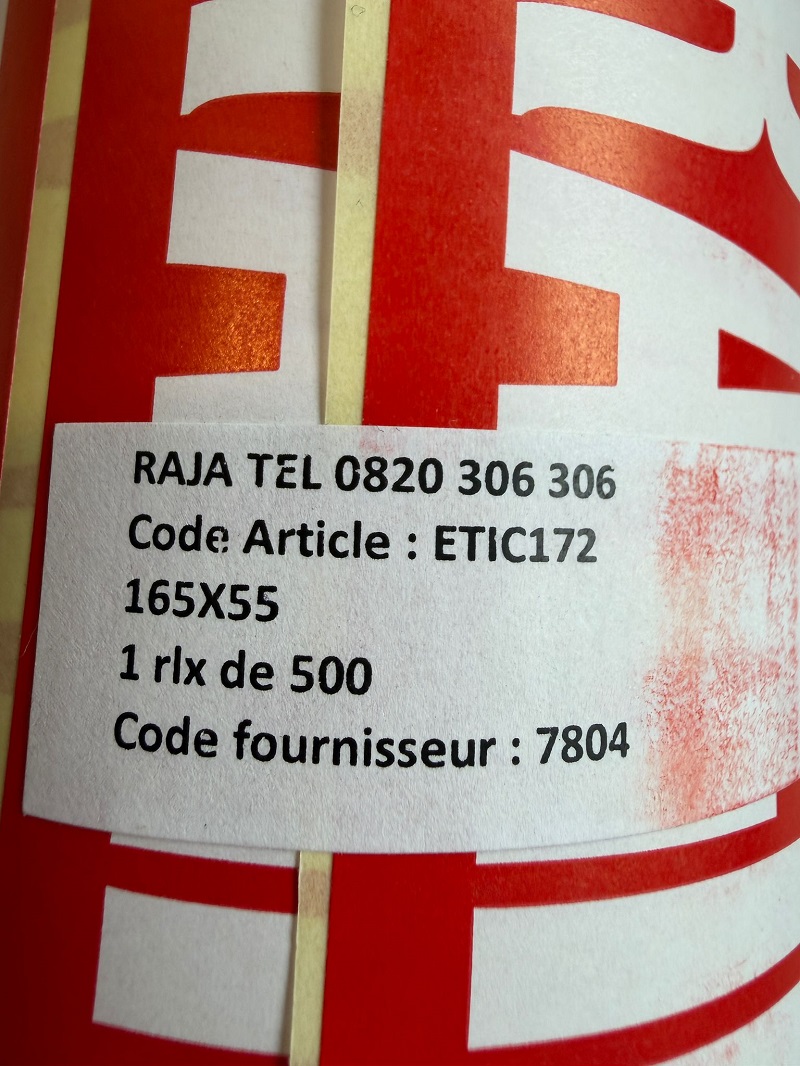 RAJA TEL 0820 306 306
Code Article : ETIC172
165X55
1 rlx de 500
Code fournisseur : 7804